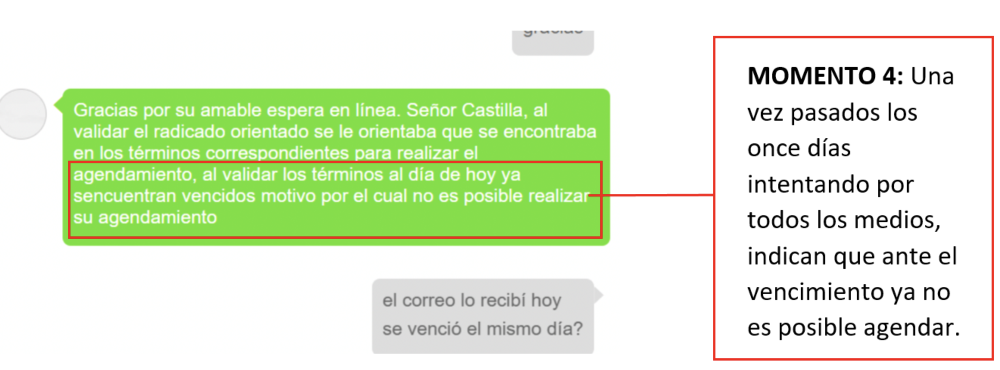 gracias
Gracias por su amable espera en línea. Señor Castilla, al
validar el radicado orientado se le orientaba que se encontraba
en los términos correspondientes para realizar el
agendamiento, al validar los términos al día de hoy ya
sencuentran vencidos motivo por el cual no es posible realizar
su agendamiento
el correo lo recibí hoy
se venció el mismo día?
MOMENTO 4: Una
vez pasados los
once días
intentando por
todos los medios,
indican que ante el
vencimiento ya no
es posible agendar.